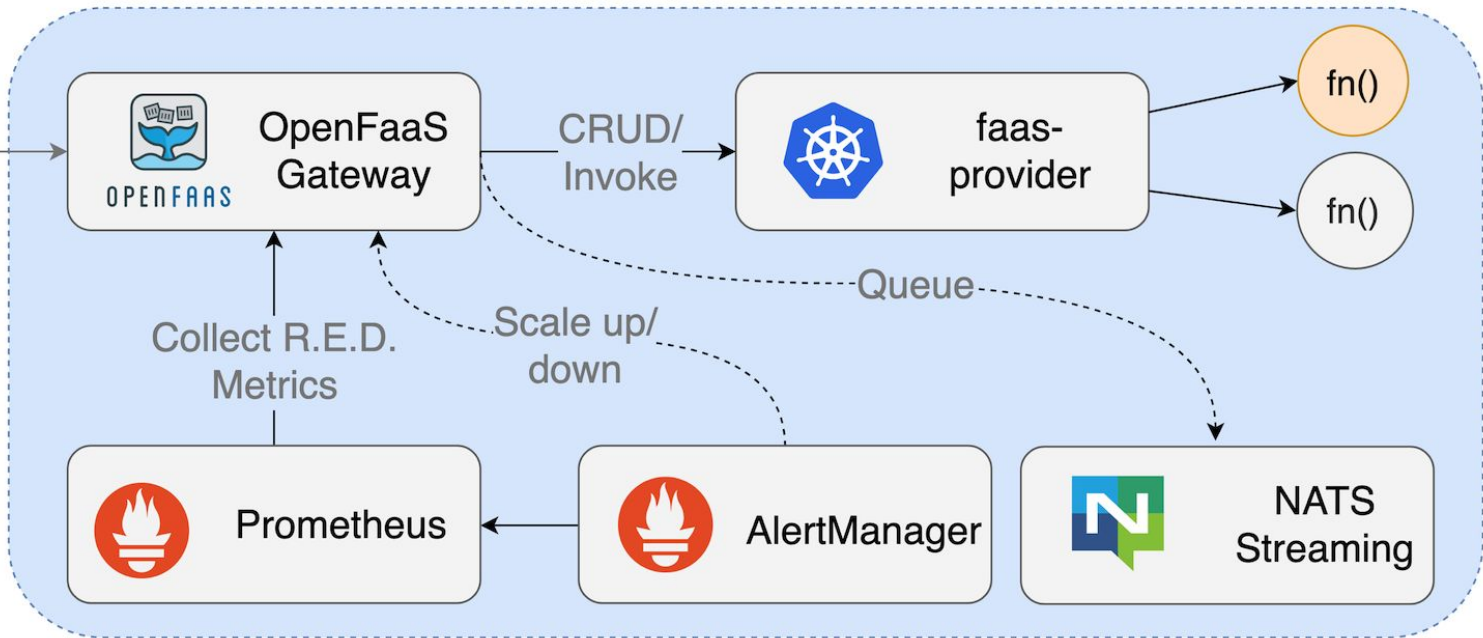 OpenFaaS
Gateway
OPENFAAS
CRUD/
Invoke
faas-
provider
fn()
fn()
Queue
Scale up/
down
Collect R.E.D.
Metrics
Prometheus
AlertManager
N
NATS
Streaming